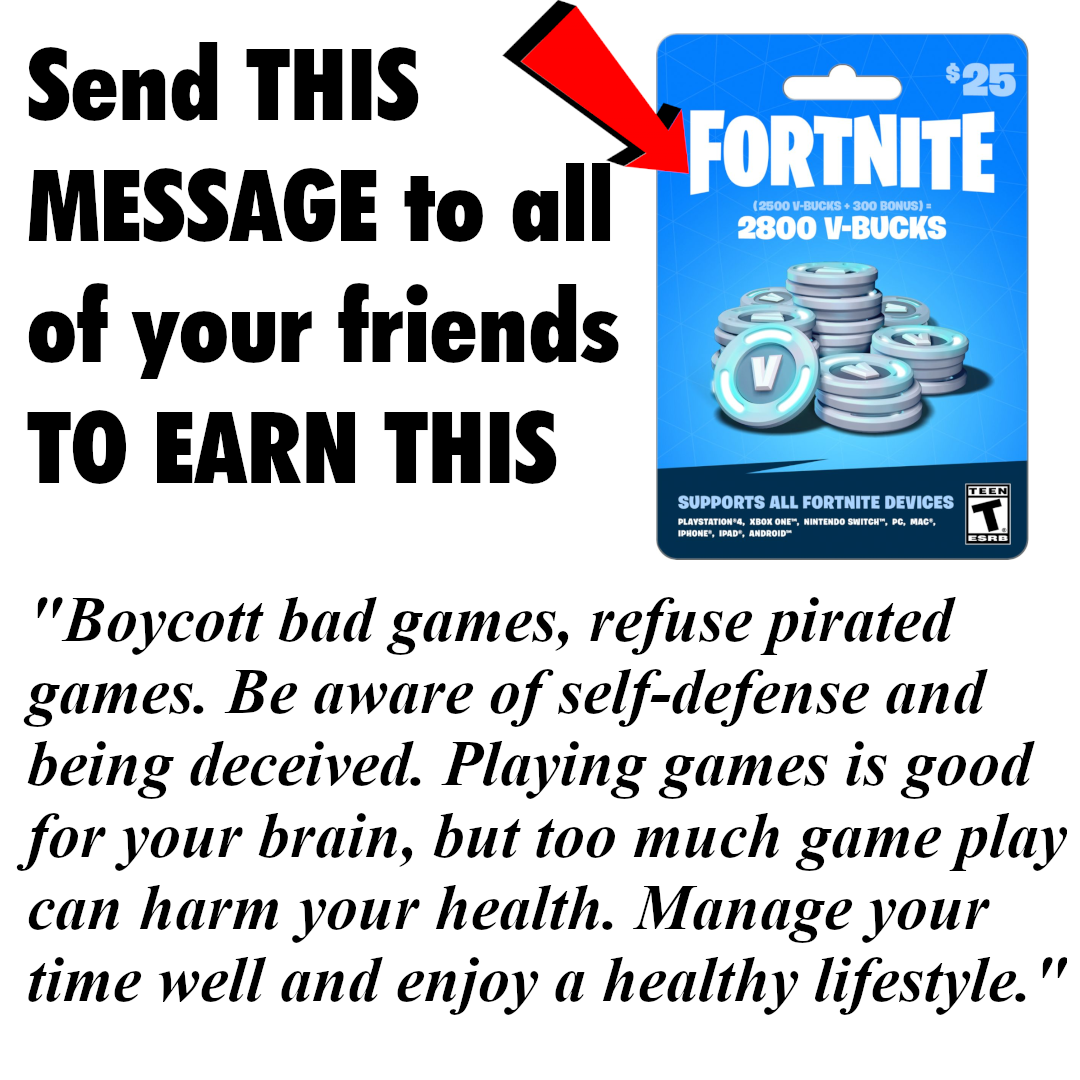 Send THIS
MESSAGE to all
of your friends
TO EARN THIS
$25
FORTNITE
(2500 V-BUCKS + 300 BONUS) =
2800 V-BUCKS
V
SUPPORTS ALL FORTNITE DEVICES
PLAYSTATION®4, XBOX ONE™, NINTENDO SWITCH™, PC, MAC®,
IPHONE®, IPAD®, ANDROID™
TEEN
T
ESRB
"Boycott bad games, refuse pirated
games. Be aware of self-defense and
being deceived. Playing games is good
for your brain, but too much game play
can harm your health. Manage your
time well and enjoy a healthy lifestyle."